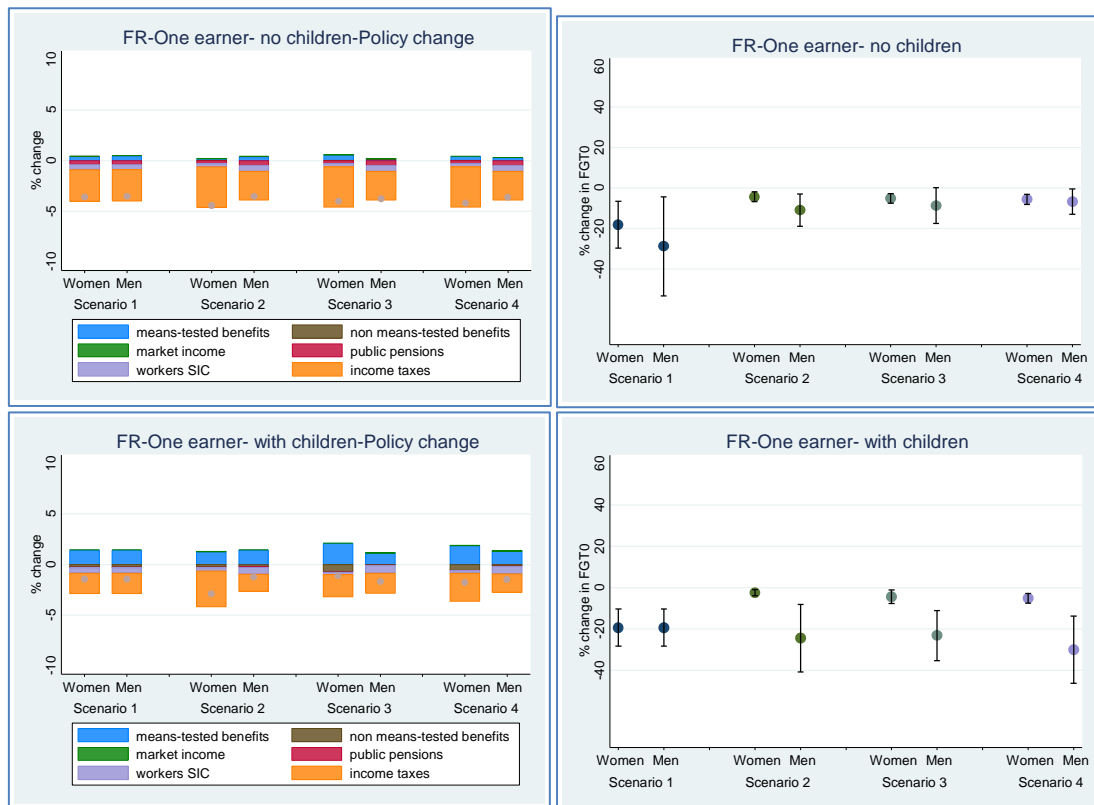 FR-One earner- no children-Policy change
10
5
0
-5
-10
% change
Women Men Women Men Women Men Women Men
Scenario 1 Scenario 2 Scenario 3 Scenario 4
means-tested benefits non means-tested benefits
market income public pensions
workers SIC income taxes
FR-One earner- no children
60
40
20
0
-20
-40
% change in FGT0
Women Men Women Men Women Men Women Men
Scenario 1 Scenario 2 Scenario 3 Scenario 4
FR-One earner- with children-Policy change
10
5
0
-5
-10
% change
Women Men Women Men Women Men Women Men
Scenario 1 Scenario 2 Scenario 3 Scenario 4
means-tested benefits non means-tested benefits
market income public pensions
workers SIC income taxes
FR-One earner- with children
60
40
20
0
-20
-40
% change in FGT0
Women Men Women Men Women Men Women Men
Scenario 1 Scenario 2 Scenario 3 Scenario 4